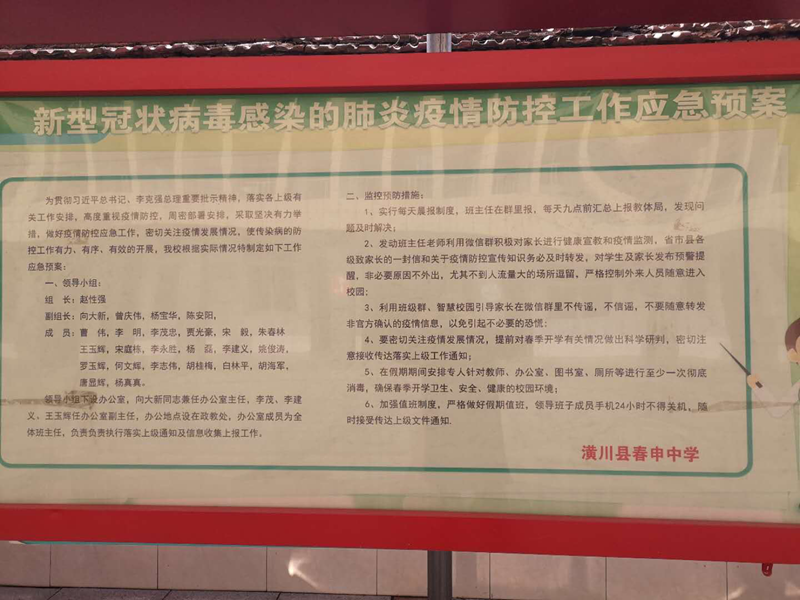 新型冠状病毒感染的肺炎疫情防控工作应急预案
为贯彻习近平总书记、李克强总理重要批示精神，落实各上级有
关工作安排，高度重视疫情防控，周密部署安排，采取坚决有力举
措，做好疫情防控应急工作，密切关注疫情发展情况，使传染病的防
控工作有力、有序、有效的开展，我校根据实际情况特制定如下工作
应急预案：
一、领导小组：
组　长：赵性强
副组长：向大新，曾庆伟，杨宝华，陈安阳，
成　员：曹　伟，李　明，李茂忠，贾光豪，宋　毅，朱春林
王玉辉，宋庭栋，李永胜，杨　磊，李建义，姚俊涛，
罗玉辉，何文辉，李志伟，胡桂梅，白林平，胡海军，
唐显辉，杨真真。
领导小组下设办公室，向大新同志兼任办公室主任，李茂、李建
义、王玉辉任办公室副主任，办公地点设在政教处，办公室成员为全
体班主任，负责负责执行落实上级通知及信息收集上报工作。
二、监控预防措施：
1、实行每天晨报制度，班主任在群里报，每天九点前汇总上报教体局，发现问
题及时解决；
2、发动班主任老师利用微信群积极对家长进行健康宣教和疫情监测，省市县各
级致家长的一封信和关于疫情防控宣传知识务必及时转发，对学生及家长发布预警提
醒，非必要原因不外出，尤其不到人流量大的场所逗留，严格控制外来人员随意进入
校园；
3、利用班级群、智慧校园引导家长在微信群里不传谣，不信谣，不要随意转发
非官方确认的疫情信息，以免引起不必要的恐慌；
4、要密切关注疫情发展情况，提前对春季开学有关情况做出科学研判，密切注
意接收传达落实上级工作通知；
5、在假期期间安排专人针对教师、办公室、图书室、厕所等进行至少一次彻底
消毒，确保春季开学卫生、安全、健康的校园环境；
6、加强值班制度，严格做好假期值班，领导班子成员手机24小时不得关机，随
时接受传达上级文件通知.
潢川县春申中学